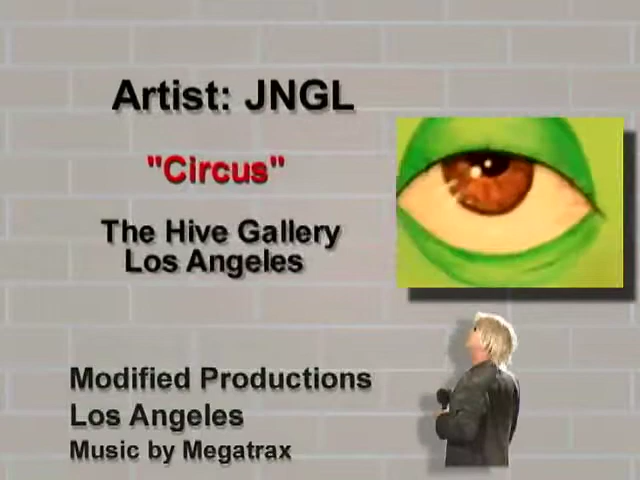 Artist: JNGL
"Circus"
The Hive Gallery
Los Angeles
Modified Productions
Los Angeles
Music by Megatrax